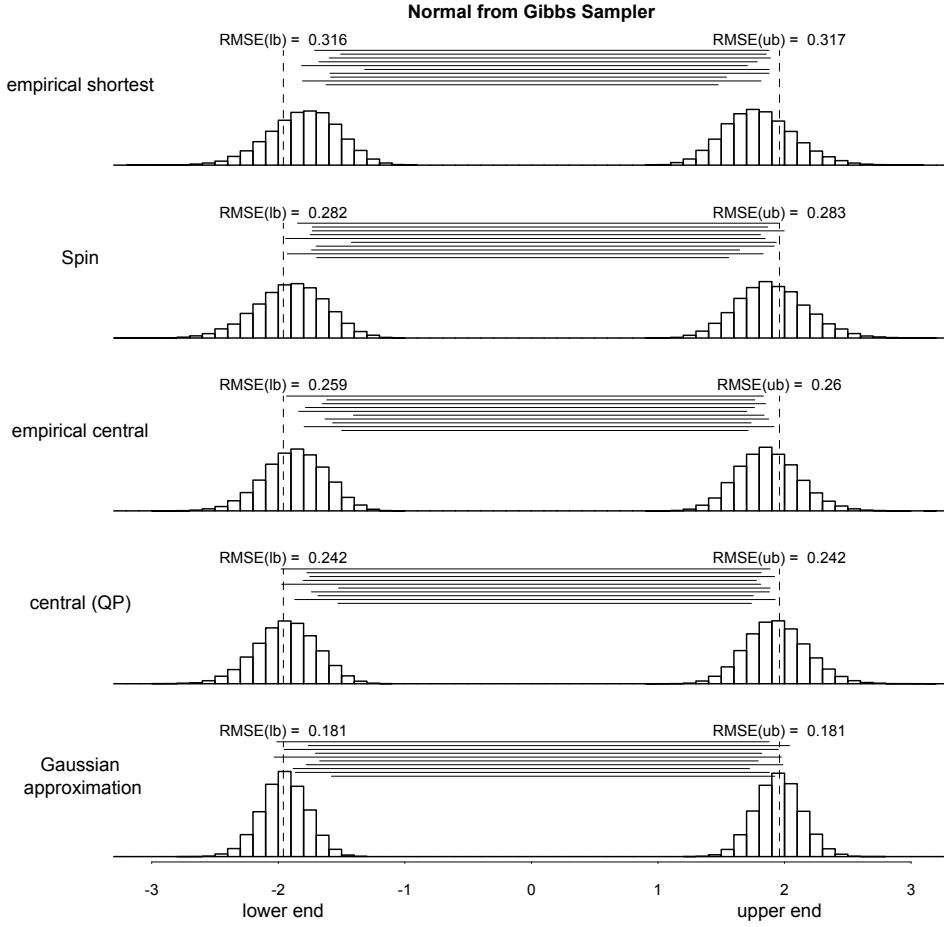 Normal from Gibbs Sampler
RMSE(lb) = 0.316
RMSE(ub) = 0.317
empirical shortest
RMSE(lb) = 0.282
RMSE(ub) = 0.283
Spin
RMSE(lb) = 0.259
RMSE(ub) = 0.26
empirical central
RMSE(lb) = 0.242
RMSE(ub) = 0.242
central (QP)
RMSE(lb) = 0.181
RMSE(ub) = 0.181
Gaussian
approximation
-3 -2 -1 0 1 2 3
lower end
upper end